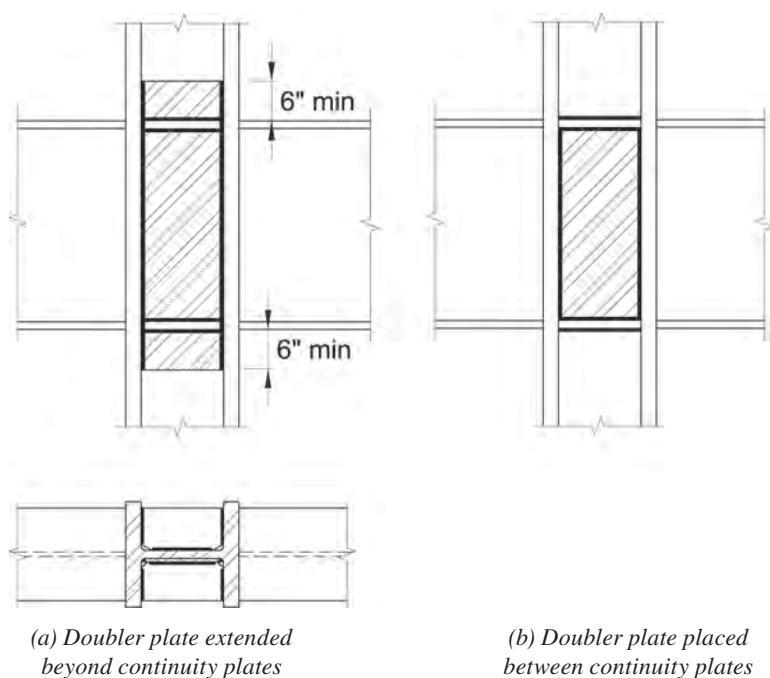 6" min
6" min
(a) Doubler plate extended
beyond continuity plates
(b) Doubler plate placed
between continuity plates